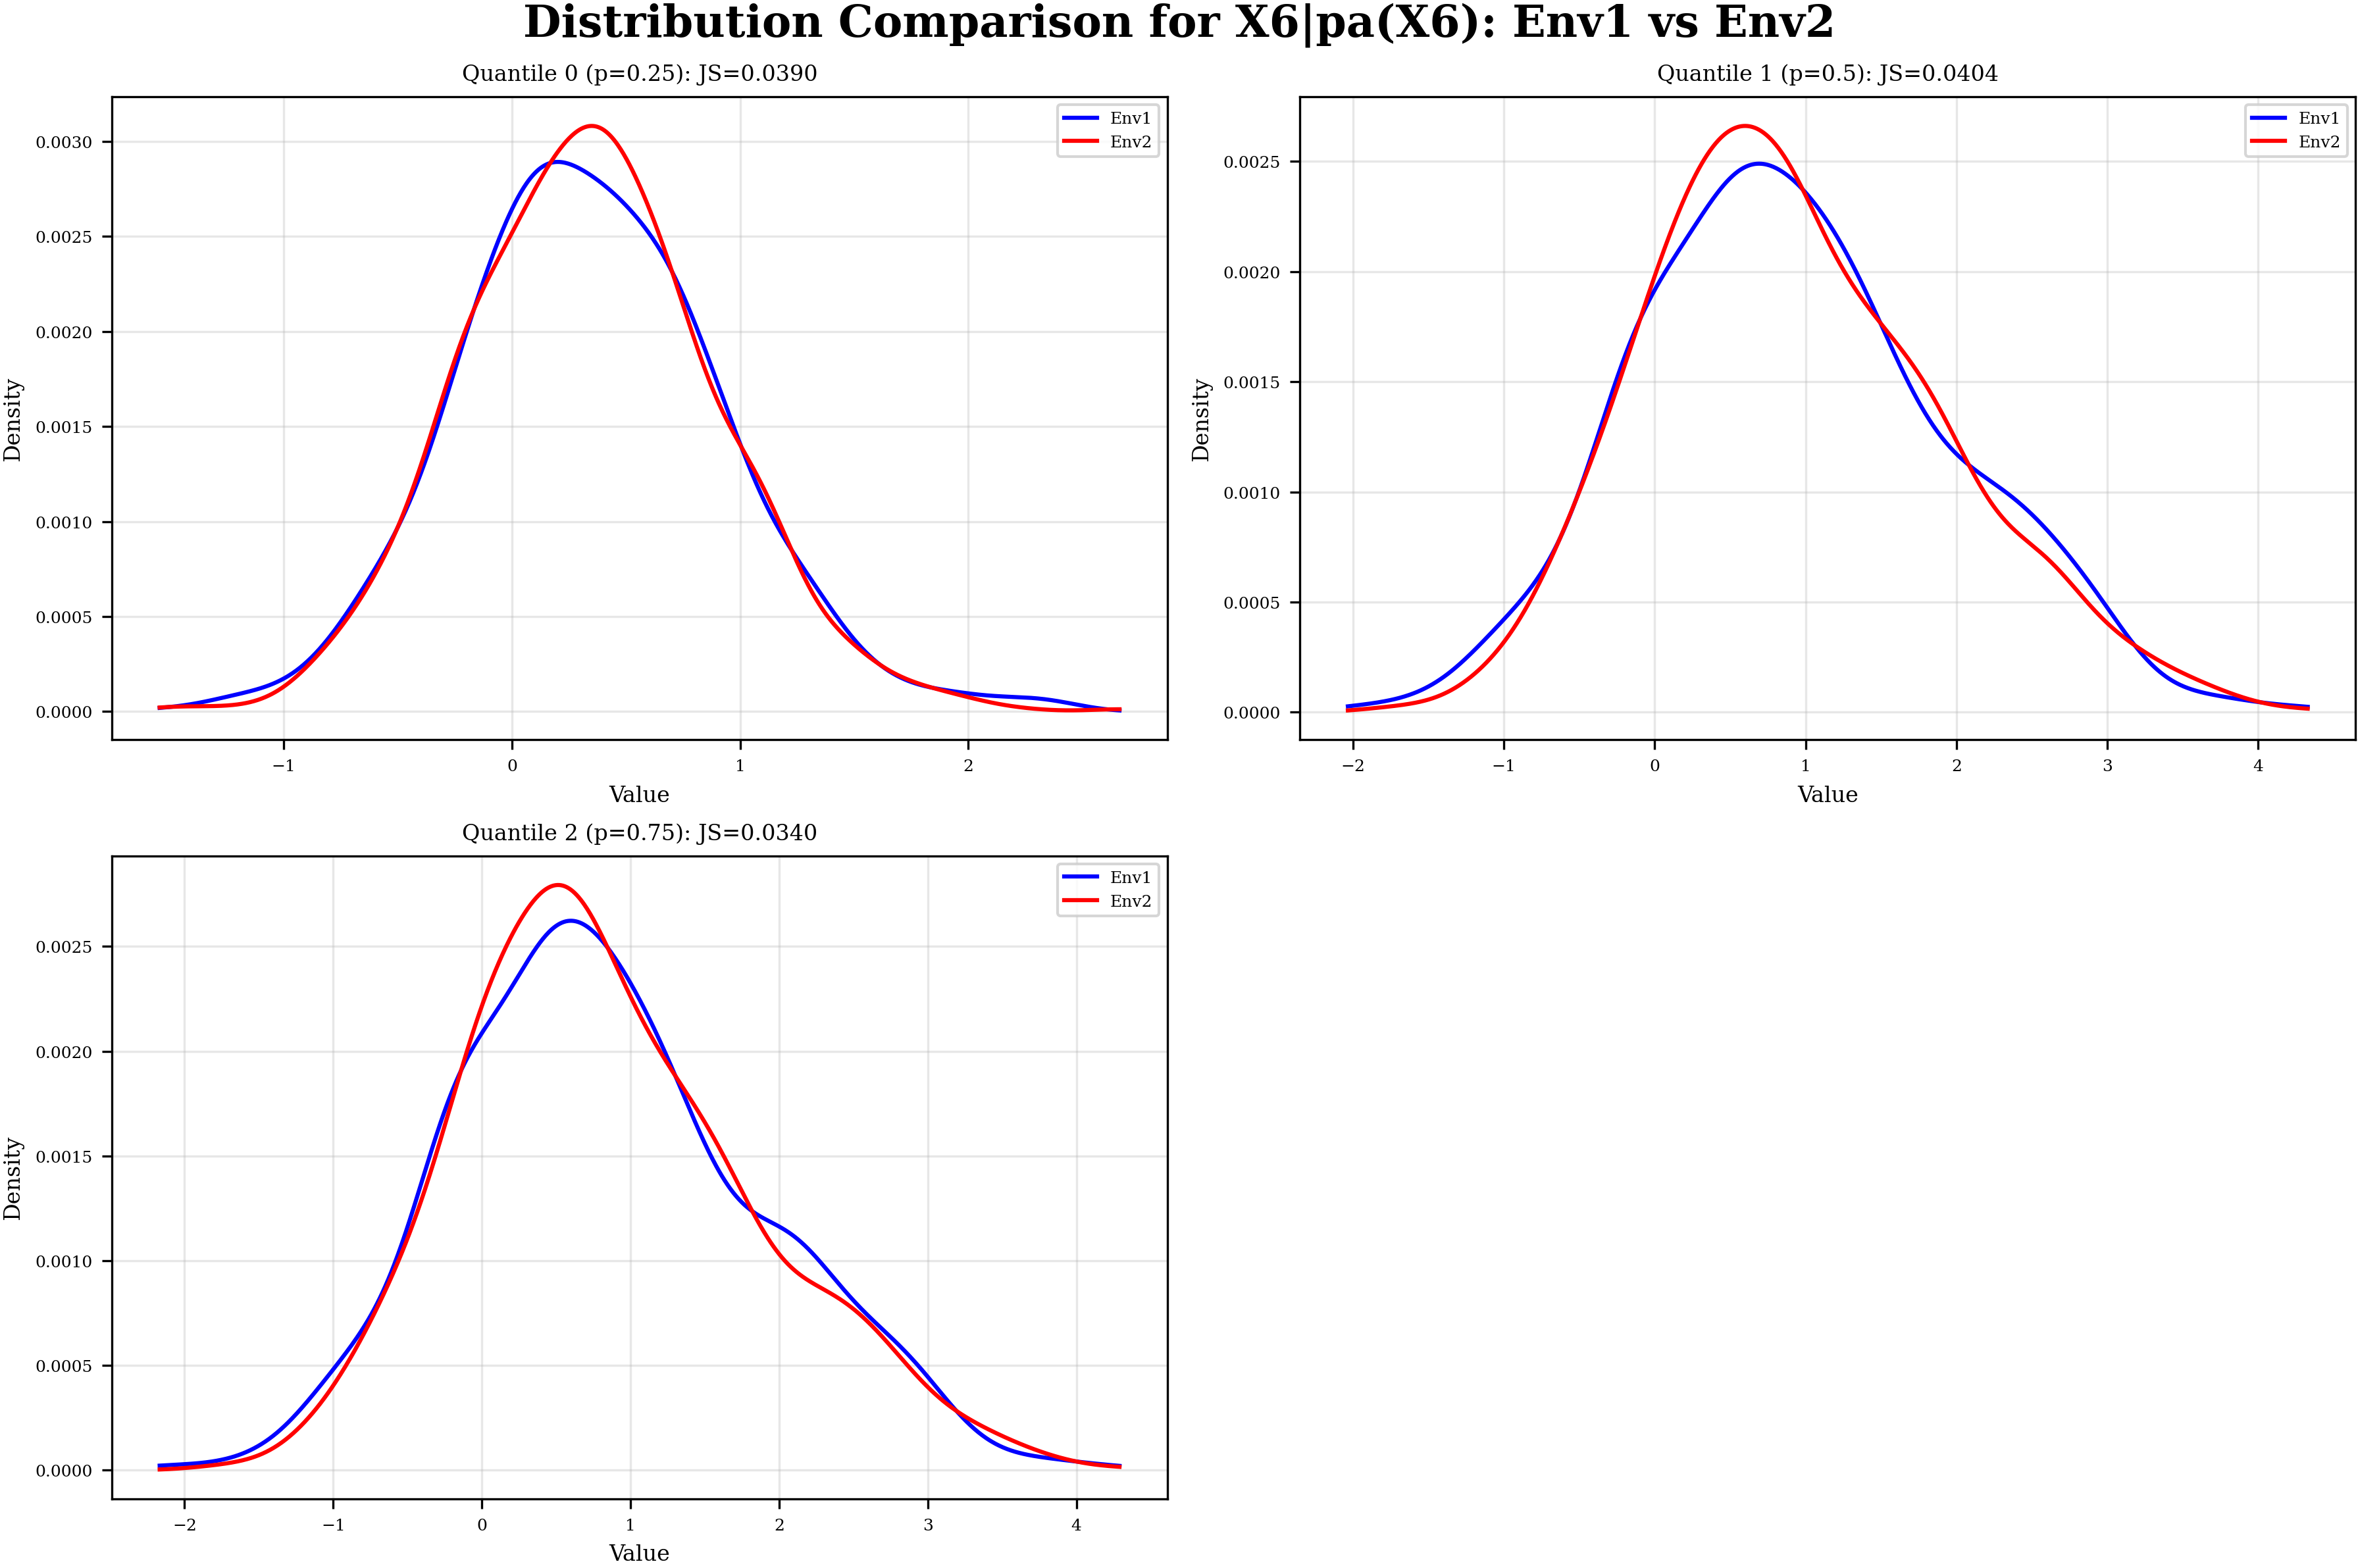 Distribution Comparison for X6|pa(X6): Env1 vs Env2
Quantile 0 (p=0.25): JS=0.0390
Env1
Env2
0.0030
0.0025
0.0020
0.0015
0.0010
0.0005
0.0000
Density
−1 0 1 2
Value
Quantile 1 (p=0.5): JS=0.0404
Env1
Env2
0.0025
0.0020
0.0015
0.0010
0.0005
0.0000
Density
−2 −1 0 1 2 3 4
Value
Quantile 2 (p=0.75): JS=0.0340
Env1
Env2
0.0025
0.0020
0.0015
0.0010
0.0005
0.0000
Density
−2 −1 0 1 2 3 4
Value